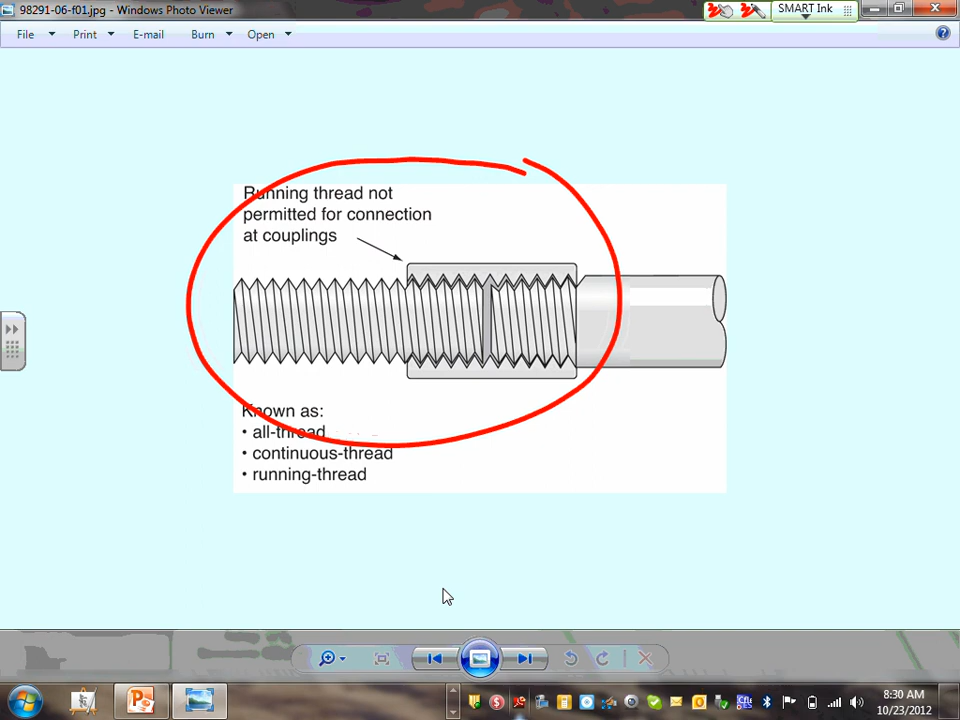 98291-06-f01.jpg - Windows Photo Viewer
SMART Ink
File Print E-mail Burn Open
Running thread not
permitted for connection
at couplings
Known as:
• all-thread
• continuous-thread
• running-thread
8:30 AM
10/23/2012